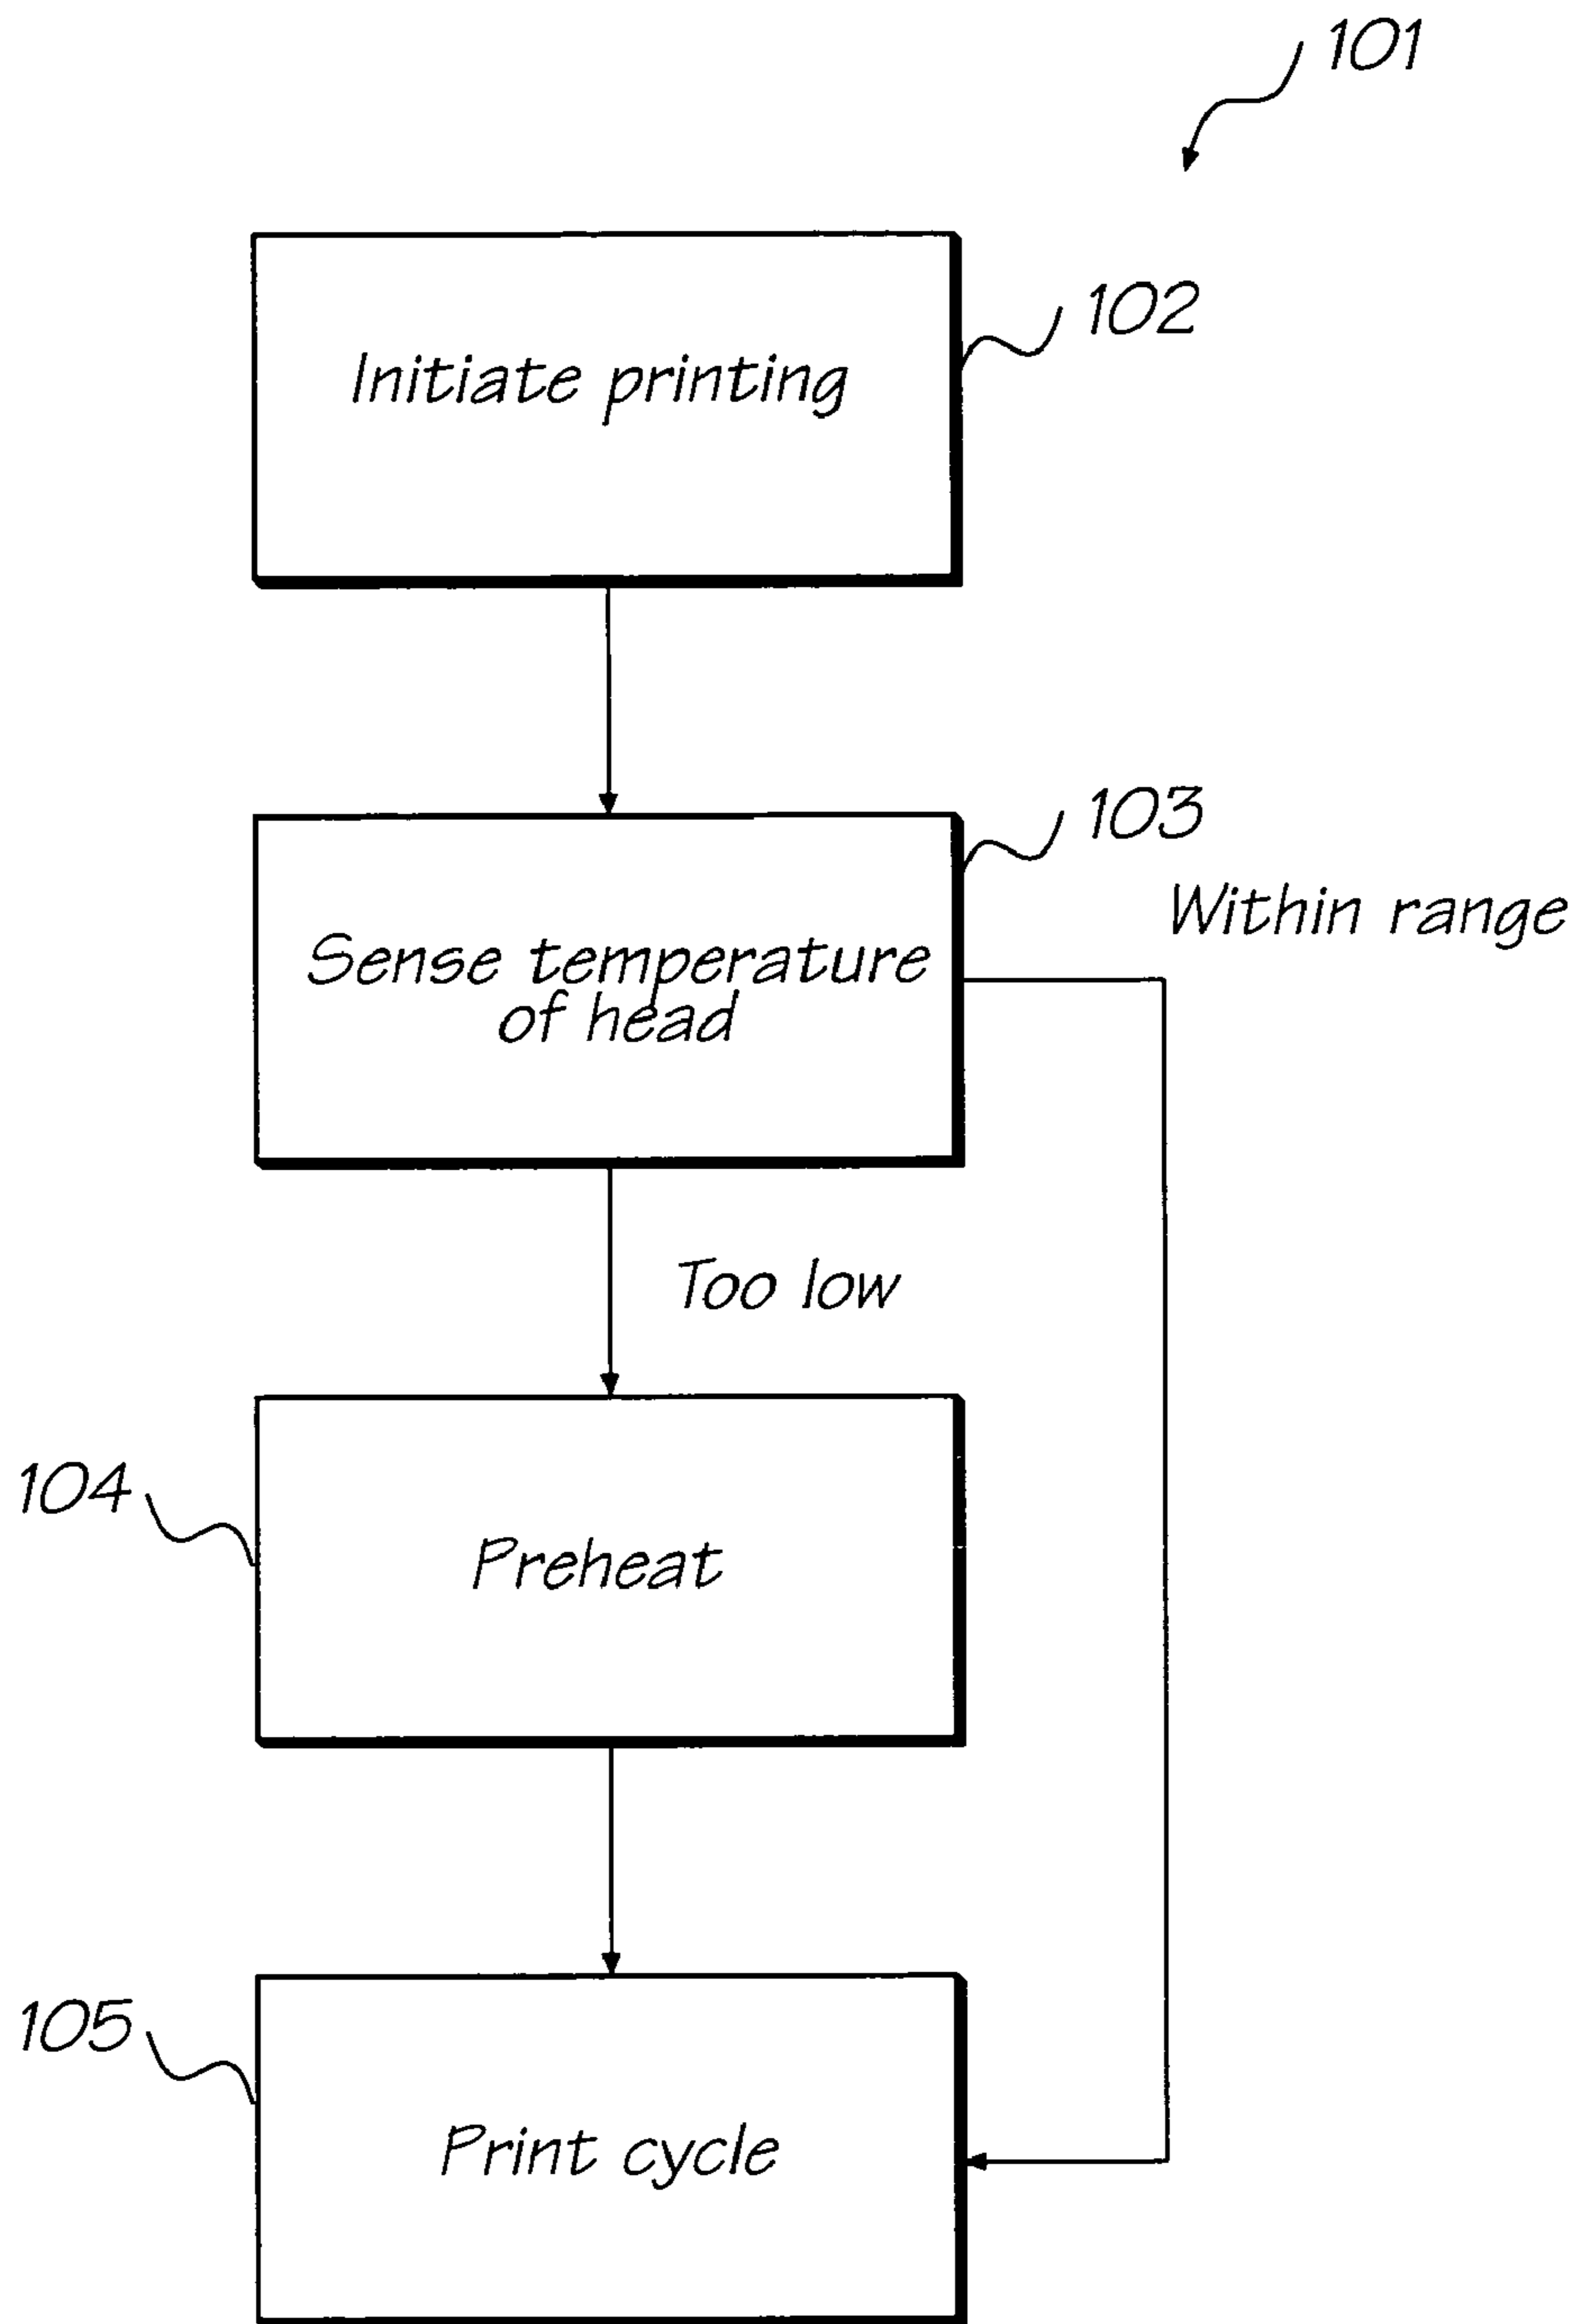 101
102
Initiate printing
103
Within range
Sense temperature
of head
Too low
104
Preheat
105
Print cycle